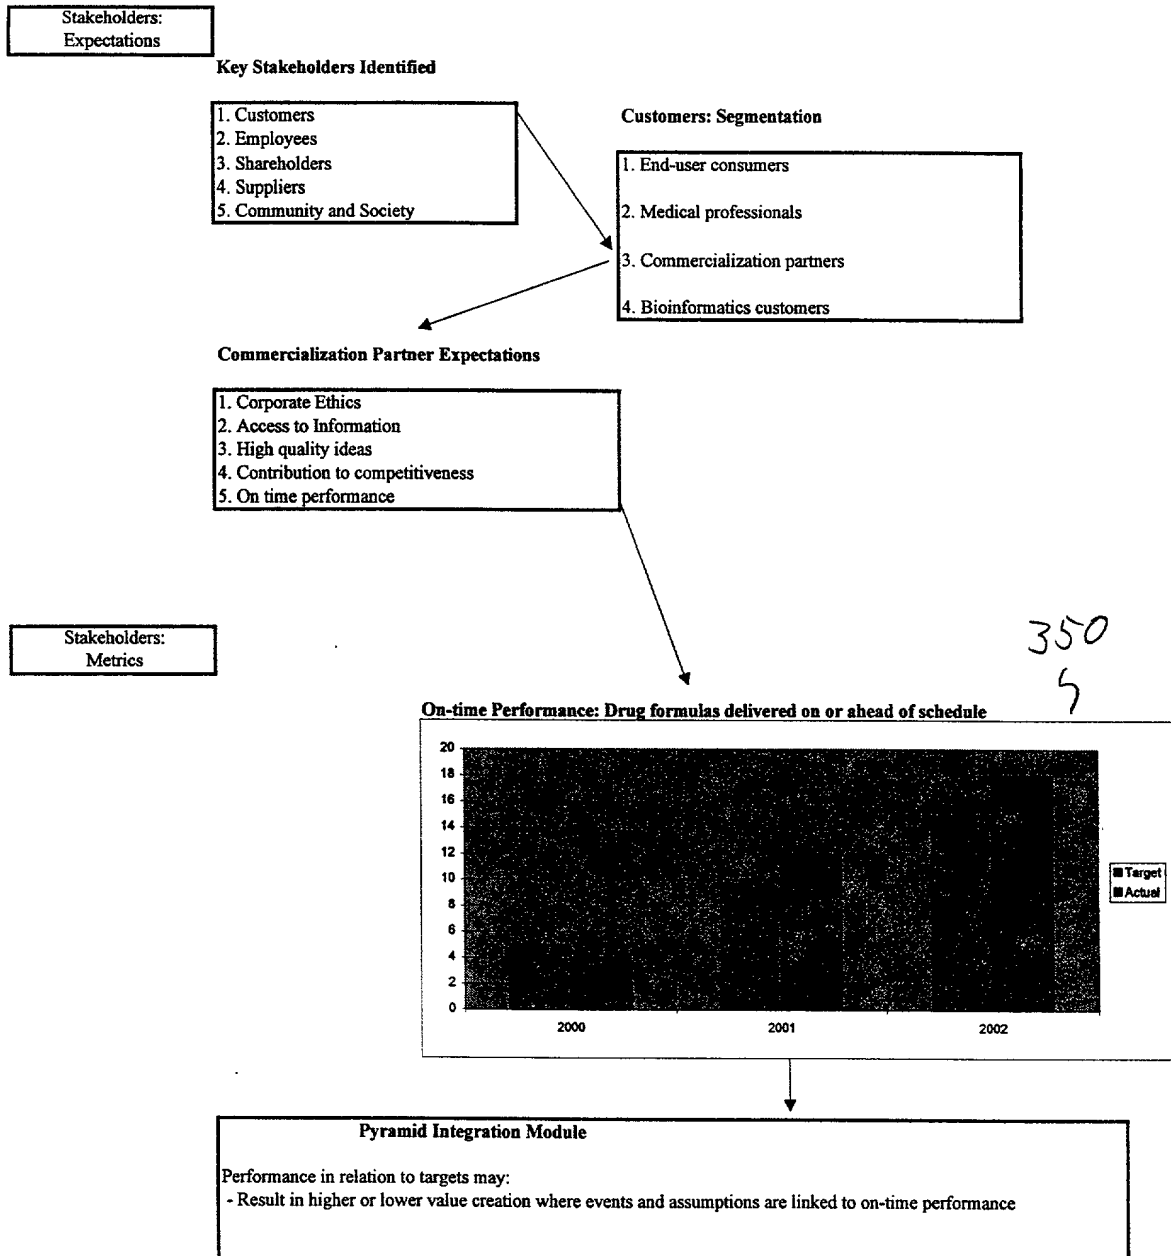 Stakeholders:
Expectations
Key Stakeholders Identified
1. Customers
2. Employees
3. Shareholders
4. Suppliers
5. Community and Society
Customers: Segmentation
1. End-user consumers
2. Medical professionals
3. Commercialization partners
4. Bioinformatics customers
Commercialization Partner Expectations
1. Corporate Ethics
2. Access to Information
3. High quality ideas
4. Contribution to competitiveness
5. On time performance
Stakeholders:
Metrics
350
On-time Performance: Drug formulas delivered on or ahead of schedule
20
18
16
14
12
10
8
6
4
2
0
2000
2001
2002
Target
Actual
Pyramid Integration Module
Performance in relation to targets may:
- Result in higher or lower value creation where events and assumptions are linked to on-time performance